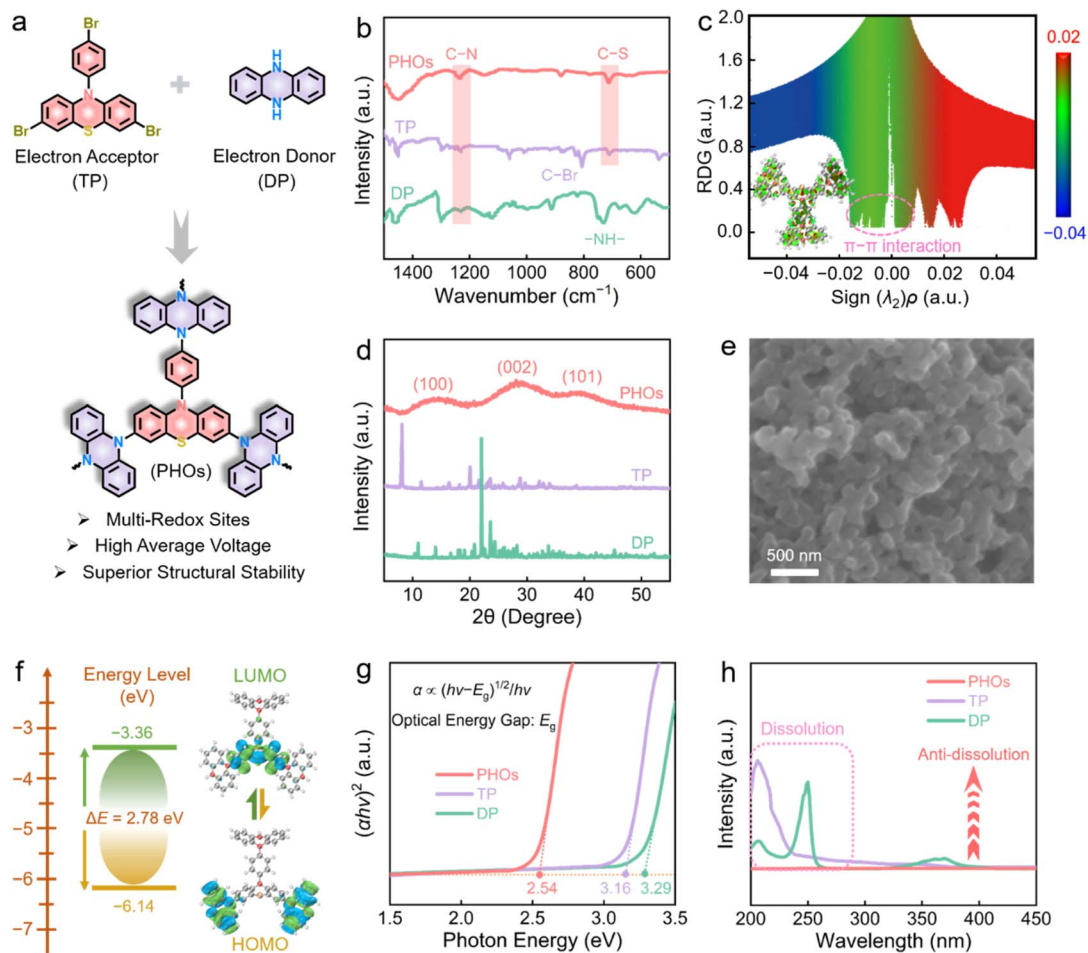 a
Br
N
Br
S
Br
Electron Acceptor
(TP)
+
H
N
N
H
Electron Donor
(DP)
N
N
N
N
S
N
N
N
(PHOs)
➢ Multi-Redox Sites
➢ High Average Voltage
➢ Superior Structural Stability
b
Intensity (a.u.)
C−N
C−S
PHOs
TP
C-Br
DP
−NH−
1400 1200 1000 800 600
Wavenumber (cm⁻¹)
c
RDG (a.u.)
2.0
1.6
1.2
0.8
0.4
0.0
π−π interaction
−0.04 −0.02 0.00 0.02 0.04
Sign (λ₂)ρ (a.u.)
0.02
−0.04
d
Intensity (a.u.)
(100)
(002)
(101)
PHOs
TP
DP
10 20 30 40 50
2θ (Degree)
e
500 nm
f
Energy Level
(eV)
−3
−4
−5
−6
−7
−3.36
ΔE = 2.78 eV
−6.14
LUMO
HOMO
g
(αhν)² (a.u.)
α ∝ (hν−Eg)¹/²/hν
Optical Energy Gap: Eg
PHOs
TP
DP
2.54
3.16
3.29
1.5 2.0 2.5 3.0 3.5
Photon Energy (eV)
h
Intensity (a.u.)
PHOs
TP
DP
Dissolution
Anti-dissolution
200 250 300 350 400 450
Wavelength (nm)